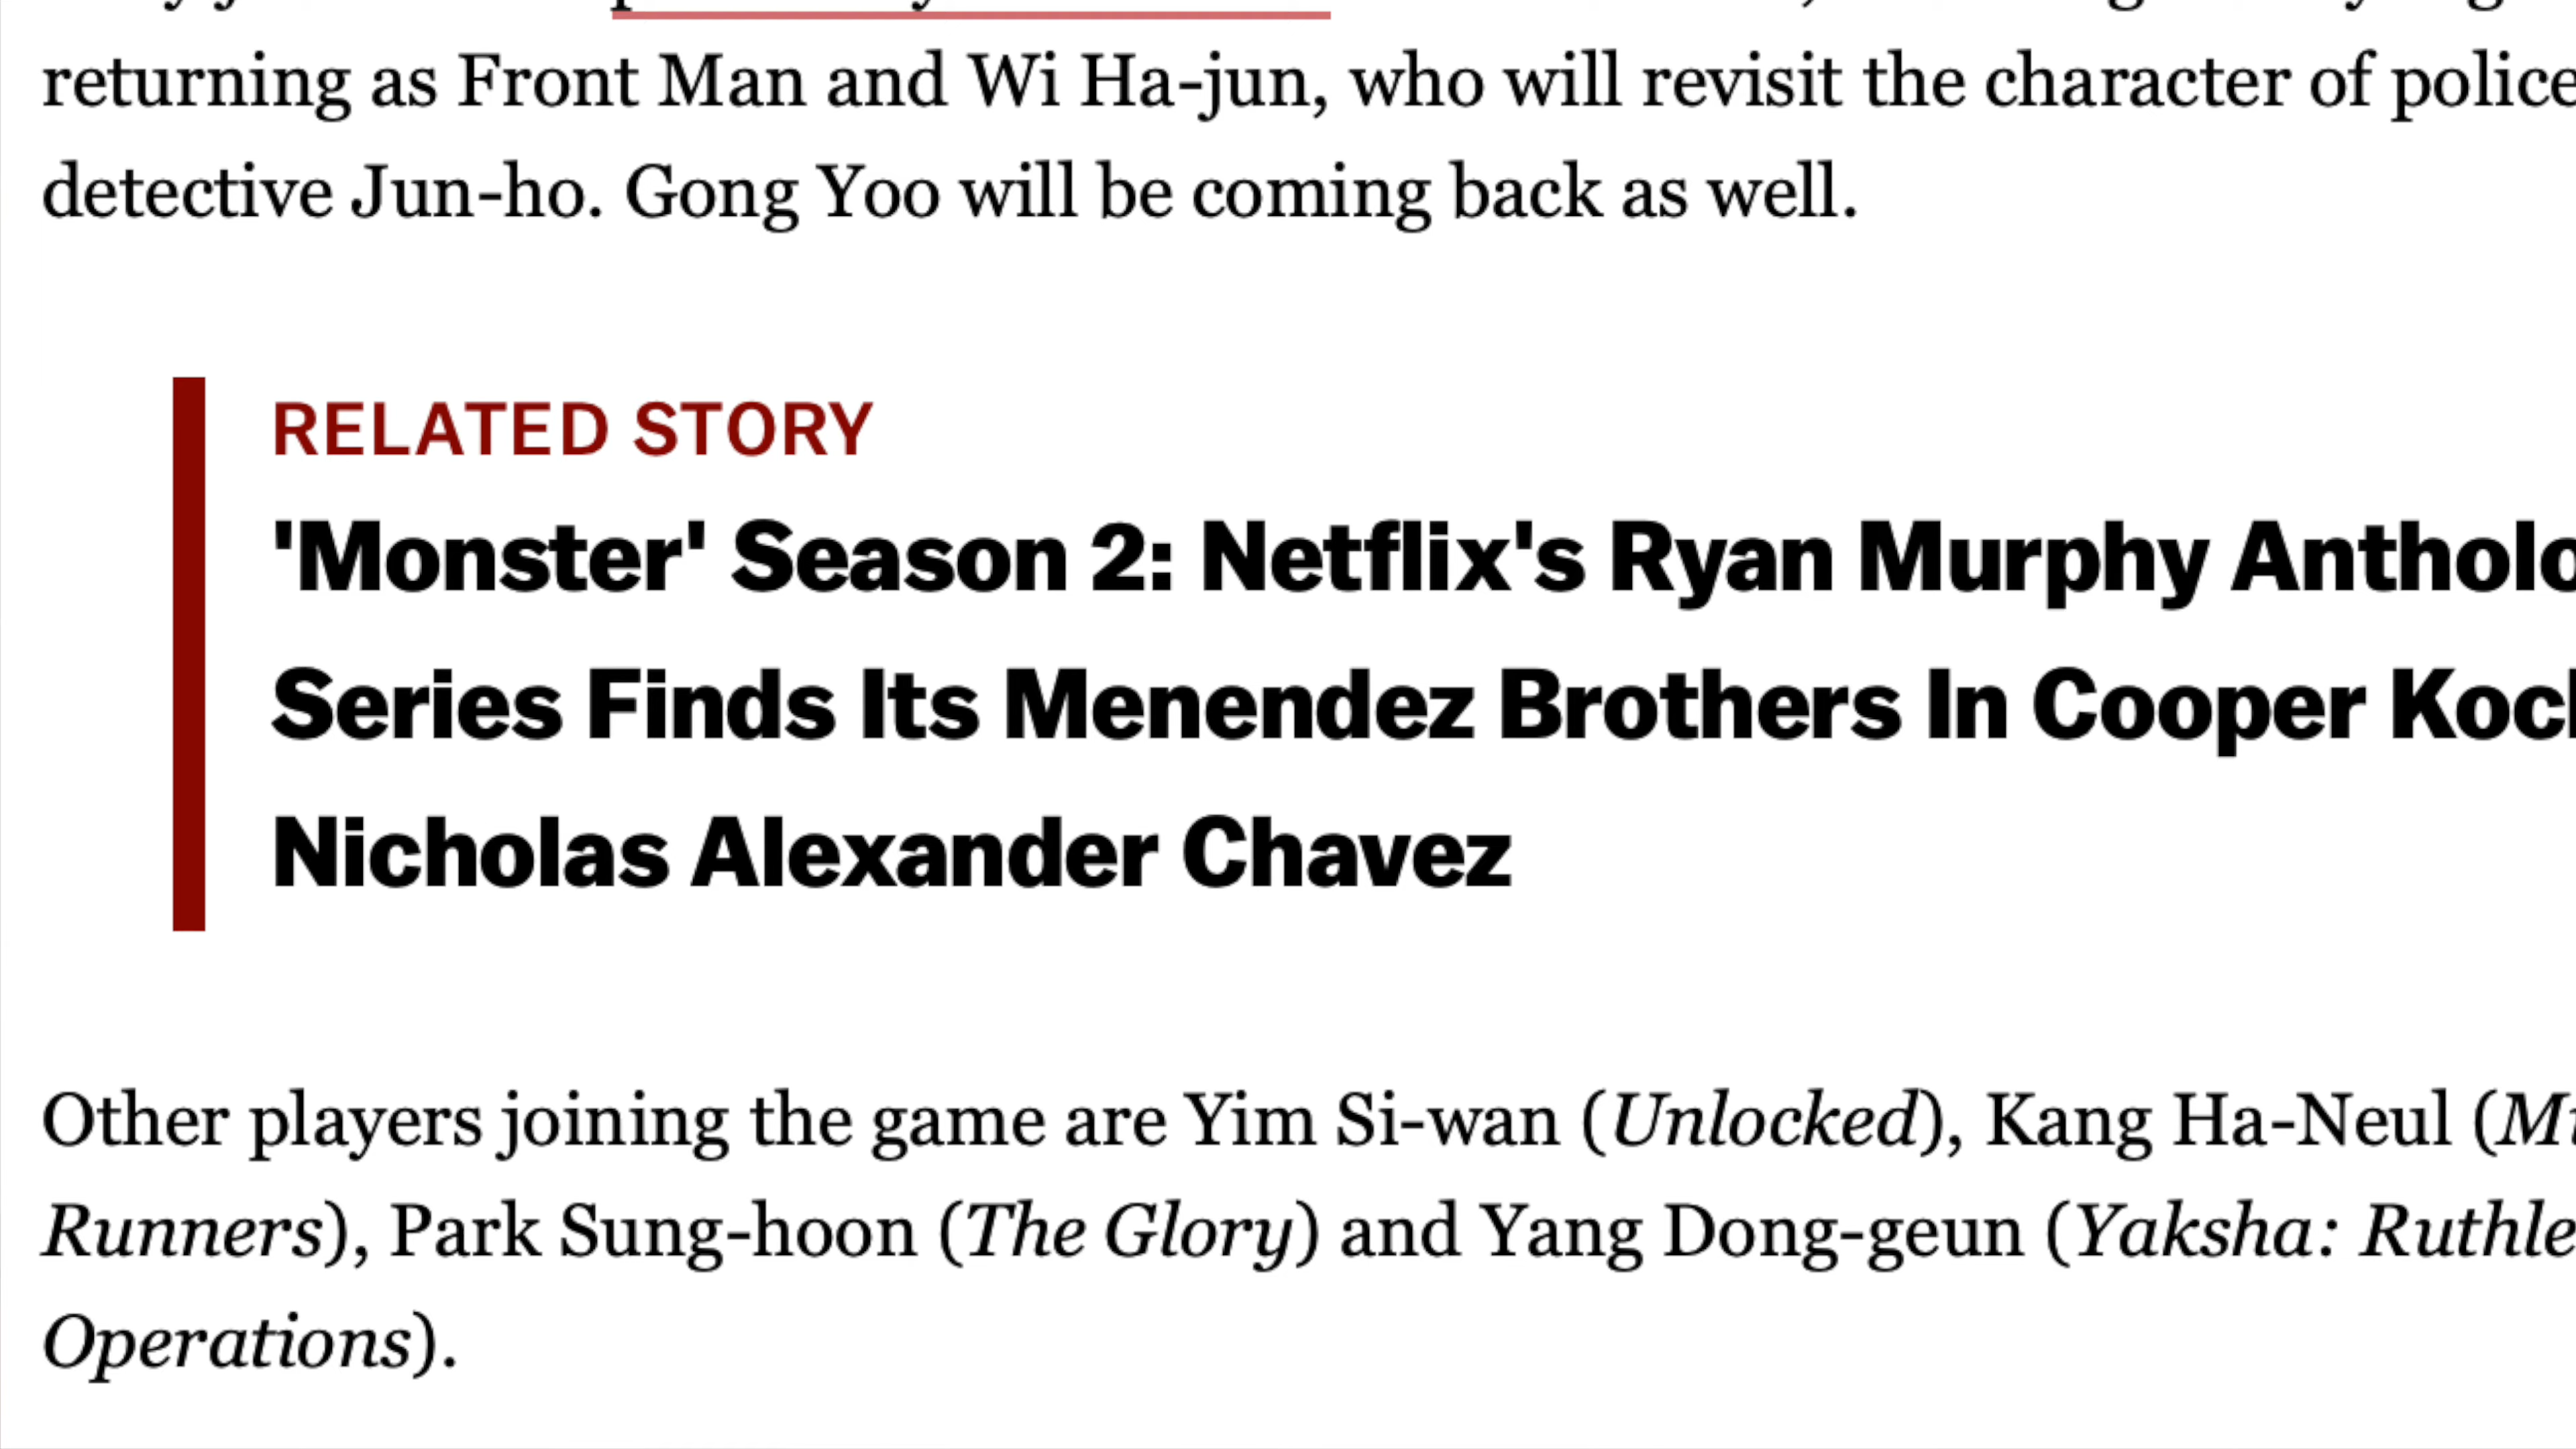 returning as Front Man and Wi Ha-jun, who will revisit the character of police
detective Jun-ho. Gong Yoo will be coming back as well.
RELATED STORY
'Monster' Season 2: Netflix's Ryan Murphy
Series Finds Its Menendez Brothers In Cooper
Nicholas Alexander Chavez
Other players joining the game are Yim Si-wan (Unlocked), Kang Ha-Neul
Runners), Park Sung-hoon (The Glory) and Yang Dong-geun (Yaksha:
Operations).